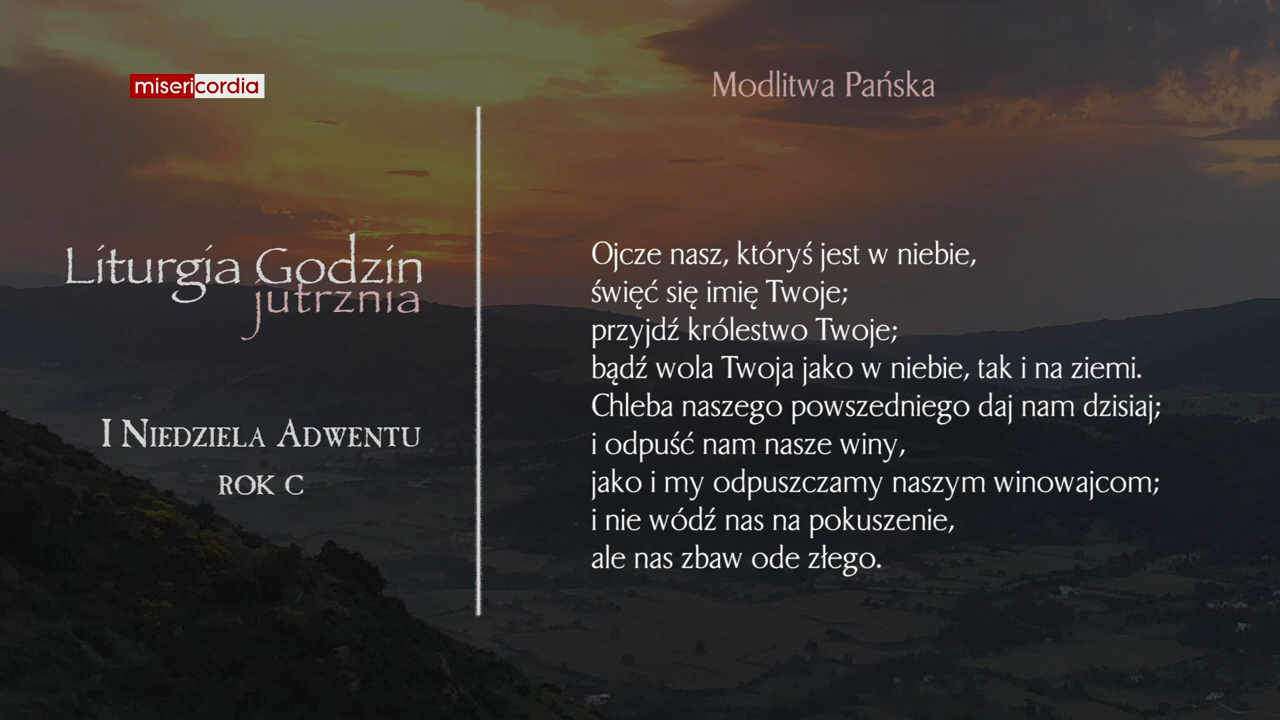 misericordia
Liturgia Godzin
jutrznia
I Niedziela Adwentu
rok C
Modlitwa Pańska
Ojcze nasz, któryś jest w niebie,
święć się imię Twoje;
przyjdź królestwo Twoje;
bądź wola Twoja jako w niebie, tak i na ziemi.
Chleba naszego powszedniego daj nam dzisiaj;
i odpuść nam nasze winy,
jako i my odpuszczamy naszym winowajcom;
i nie wódź nas na pokuszenie,
ale nas zbaw ode złego.